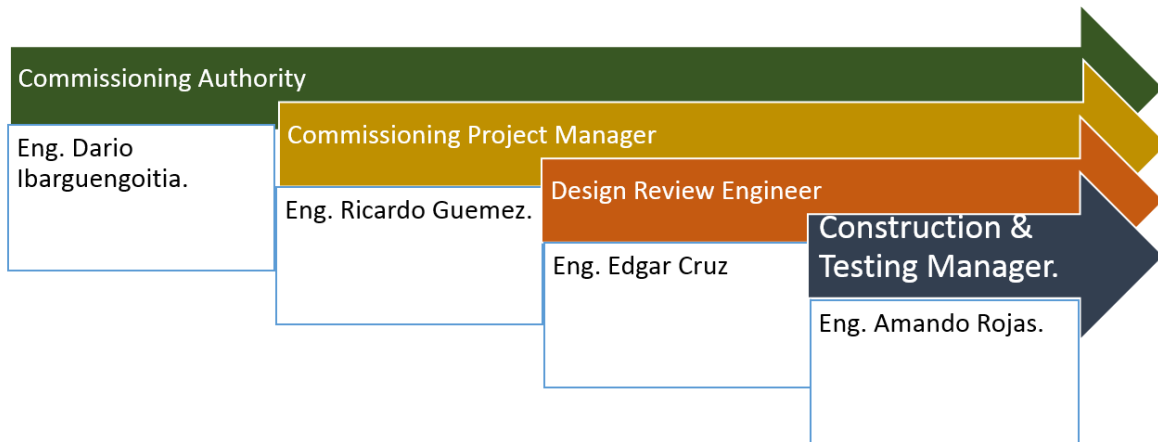 Commissioning Authority
Eng. Dario
Ibarguengoitia.
Commissioning Project Manager
Eng. Ricardo Guemez.
Design Review Engineer
Eng. Edgar Cruz
Construction &
Testing Manager.
Eng. Amando Rojas.